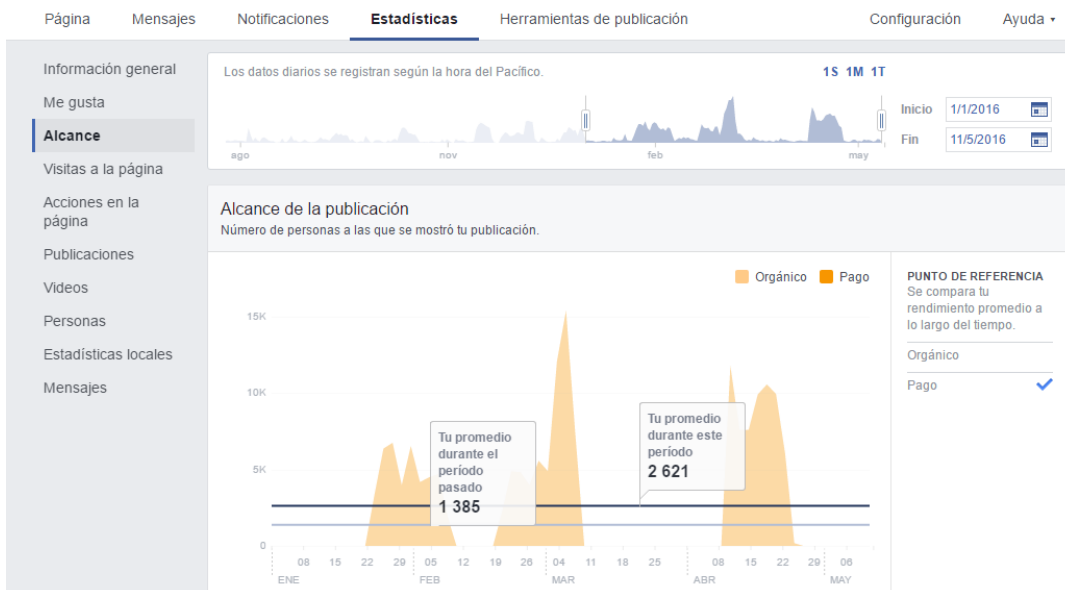 Página Mensajes Notificaciones Estadísticas Herramientas de publicación Configuración Ayuda
Información general
Me gusta
Alcance
Visitas a la página
Acciones en la
página
Publicaciones
Videos
Personas
Estadísticas locales
Mensajes
Los datos diarios se registran según la hora del Pacífico.
1S 1M 1T
ago nov feb may
Inicio 1/1/2016
Fin 11/5/2016
Alcance de la publicación
Número de personas a las que se mostró tu publicación.
Orgánico Pago
15K
10K
5K
0
Tu promedio
durante el
período
pasado
1 385
Tu promedio
durante este
período
2 621
08 15 22 29 05 12 19 26 04 11 18 25 08 15 22 29 06
ENE FEB MAR ABR MAY
PUNTO DE REFERENCIA
Se compara tu
rendimiento promedio a
lo largo del tiempo.
Orgánico
Pago